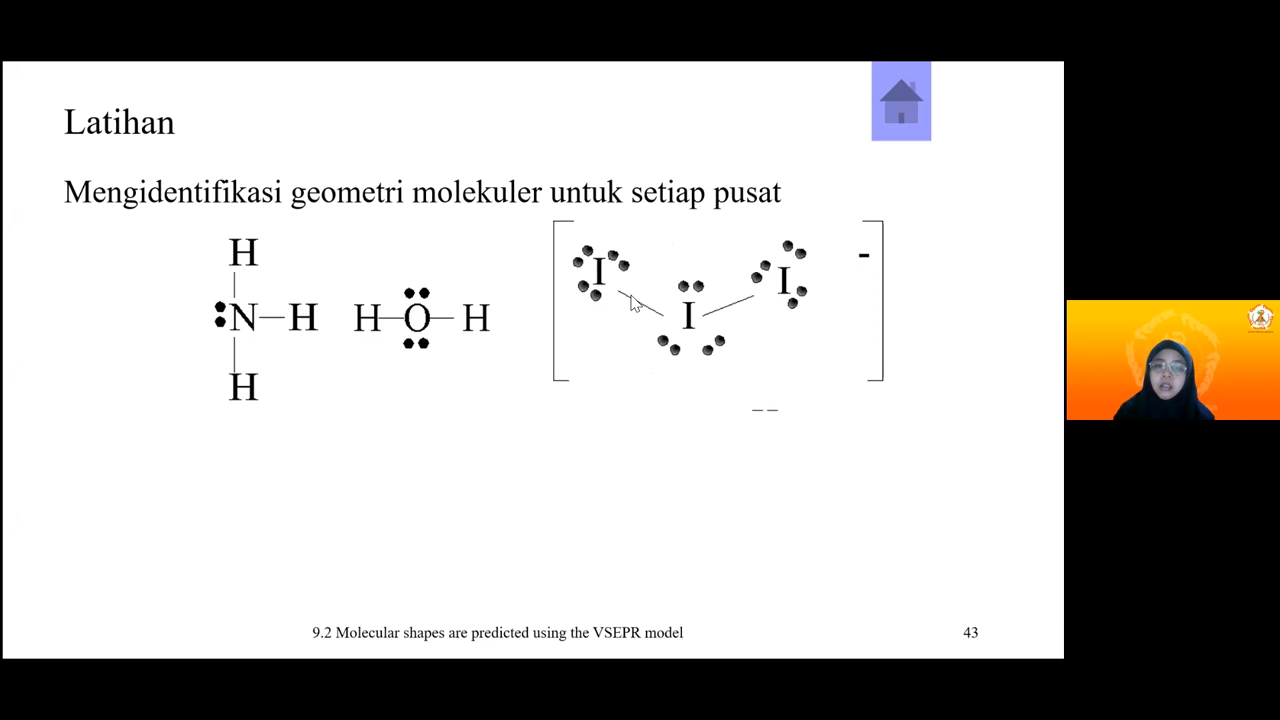 Latihan
Mengidentifikasi geometri molekuler untuk setiap pusat
H
N H
H
H O H
I I
I
-
9.2 Molecular shapes are predicted using the VSEPR model 43